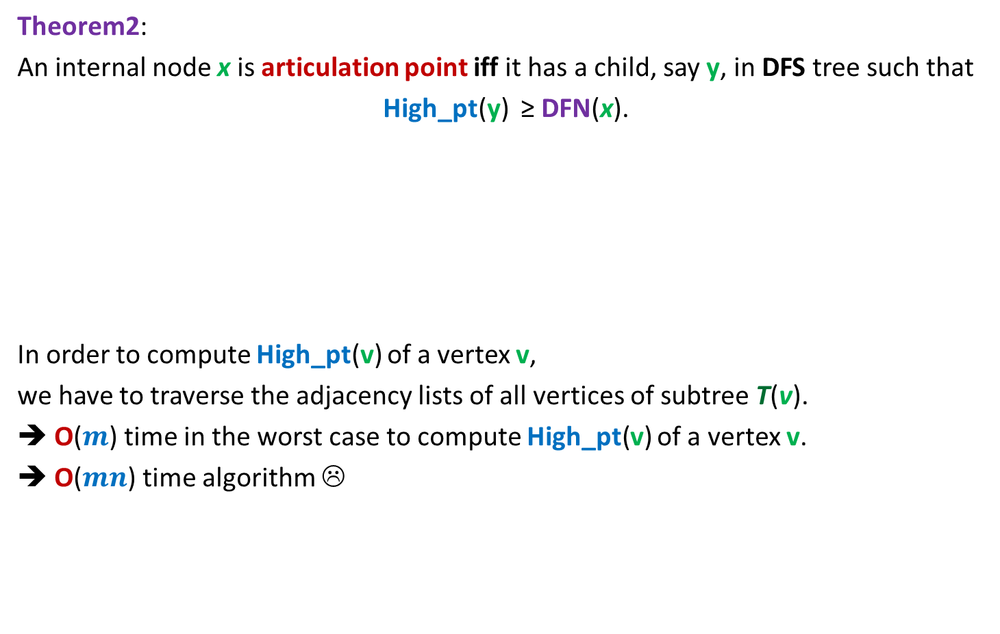 Theorem2:
An internal node x is articulation point iff it has a child, say y, in DFS tree such that
High_pt(y) ≥ DFN(x).
In order to compute High_pt(v) of a vertex v,
we have to traverse the adjacency lists of all vertices of subtree T(v).
➔ O(m) time in the worst case to compute High_pt(v) of a vertex v.
➔ O(mn) time algorithm ☹